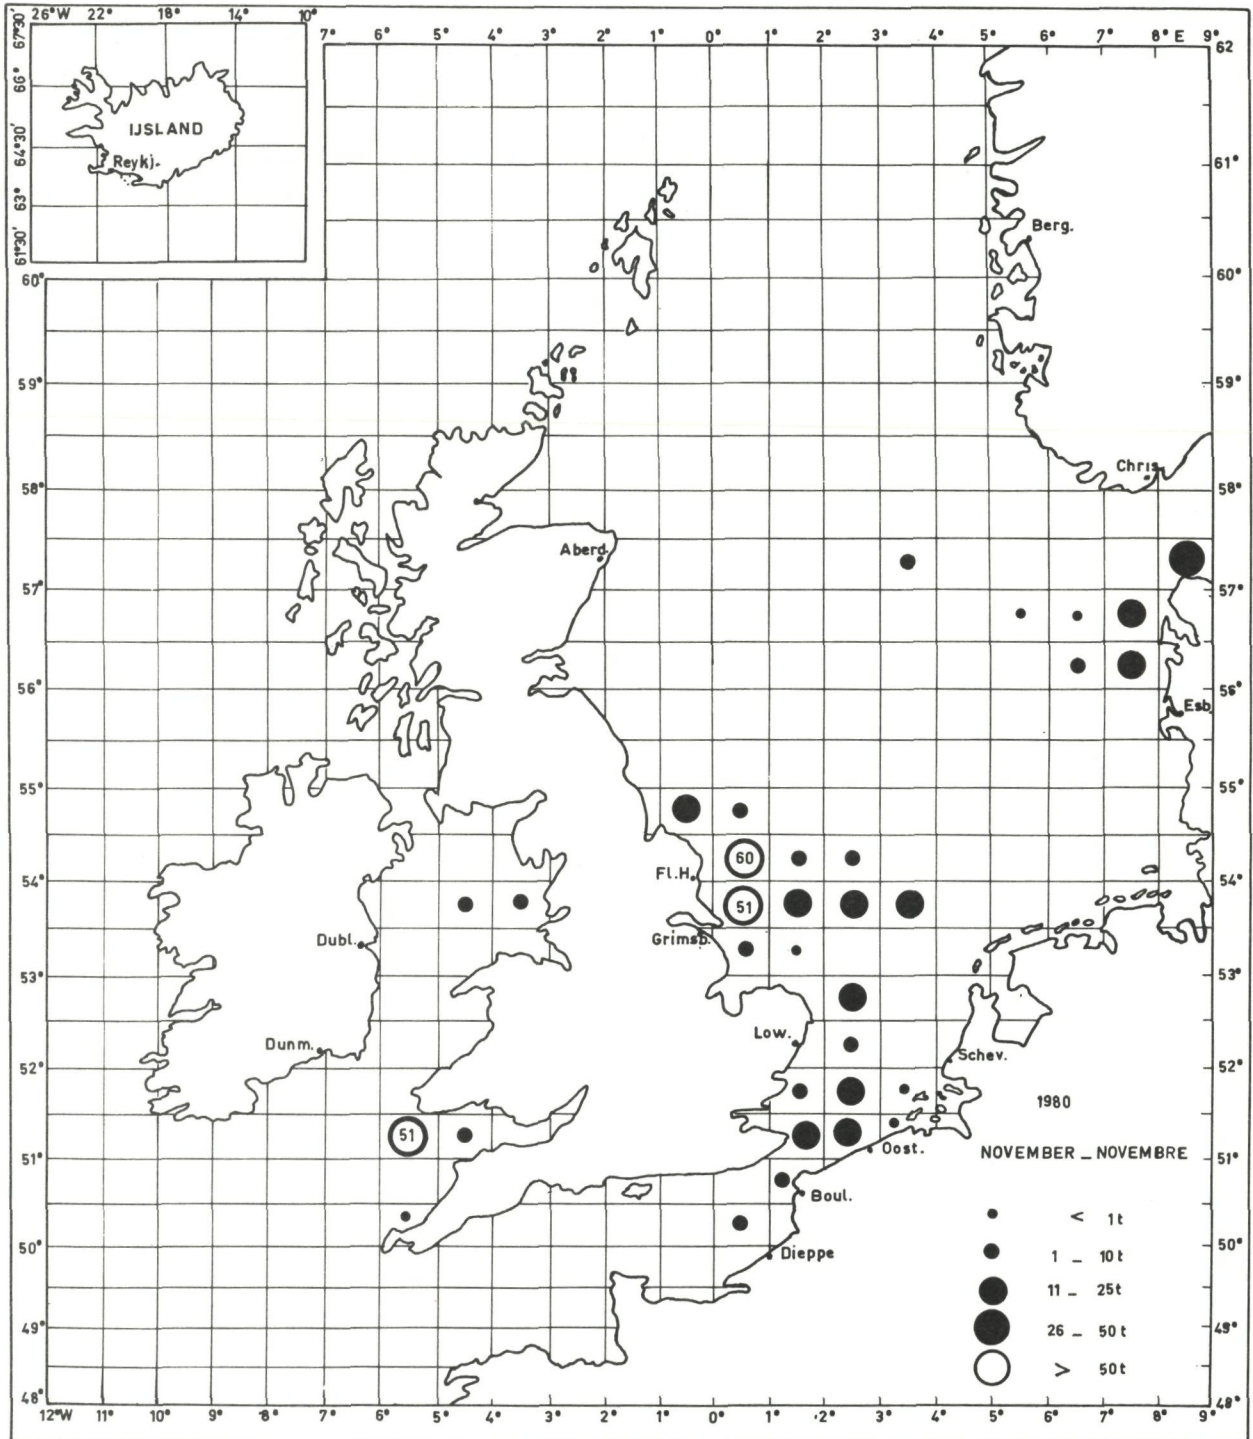 26°W 22° 18° 14° 10°
67°30'
66°
64°30'
63°
61°30'
IJSLAND
Reykj.
7° 6° 5° 4° 3° 2° 1° 0° 1° 2° 3° 4° 5° 6° 7° 8° E 9°
62
61°
Berg.
60° 60°
59° 59°
Chris
58° 58°
Aberd.
57° 57°
56° 56°
Esb.
55° 55°
60
Fl.H.
54° 54°
51
Dubl. Grimsb.
53° 53°
Low.
Dunm. Schev.
52° 52°
1980
51
Oost. NOVEMBER _ NOVEMBRE
51° 51°
Boul.
< 1t
50° Dieppe 1 _ 10t 50°
11 _ 25t
49° 26 _ 50t 49°
> 50t
48° 48°
12°W 11° 10° 9° 8° 7° 6° 5° 4° 3° 2° 1° 0° 1° 2° 3° 4° 5° 6° 7° 8° 9°